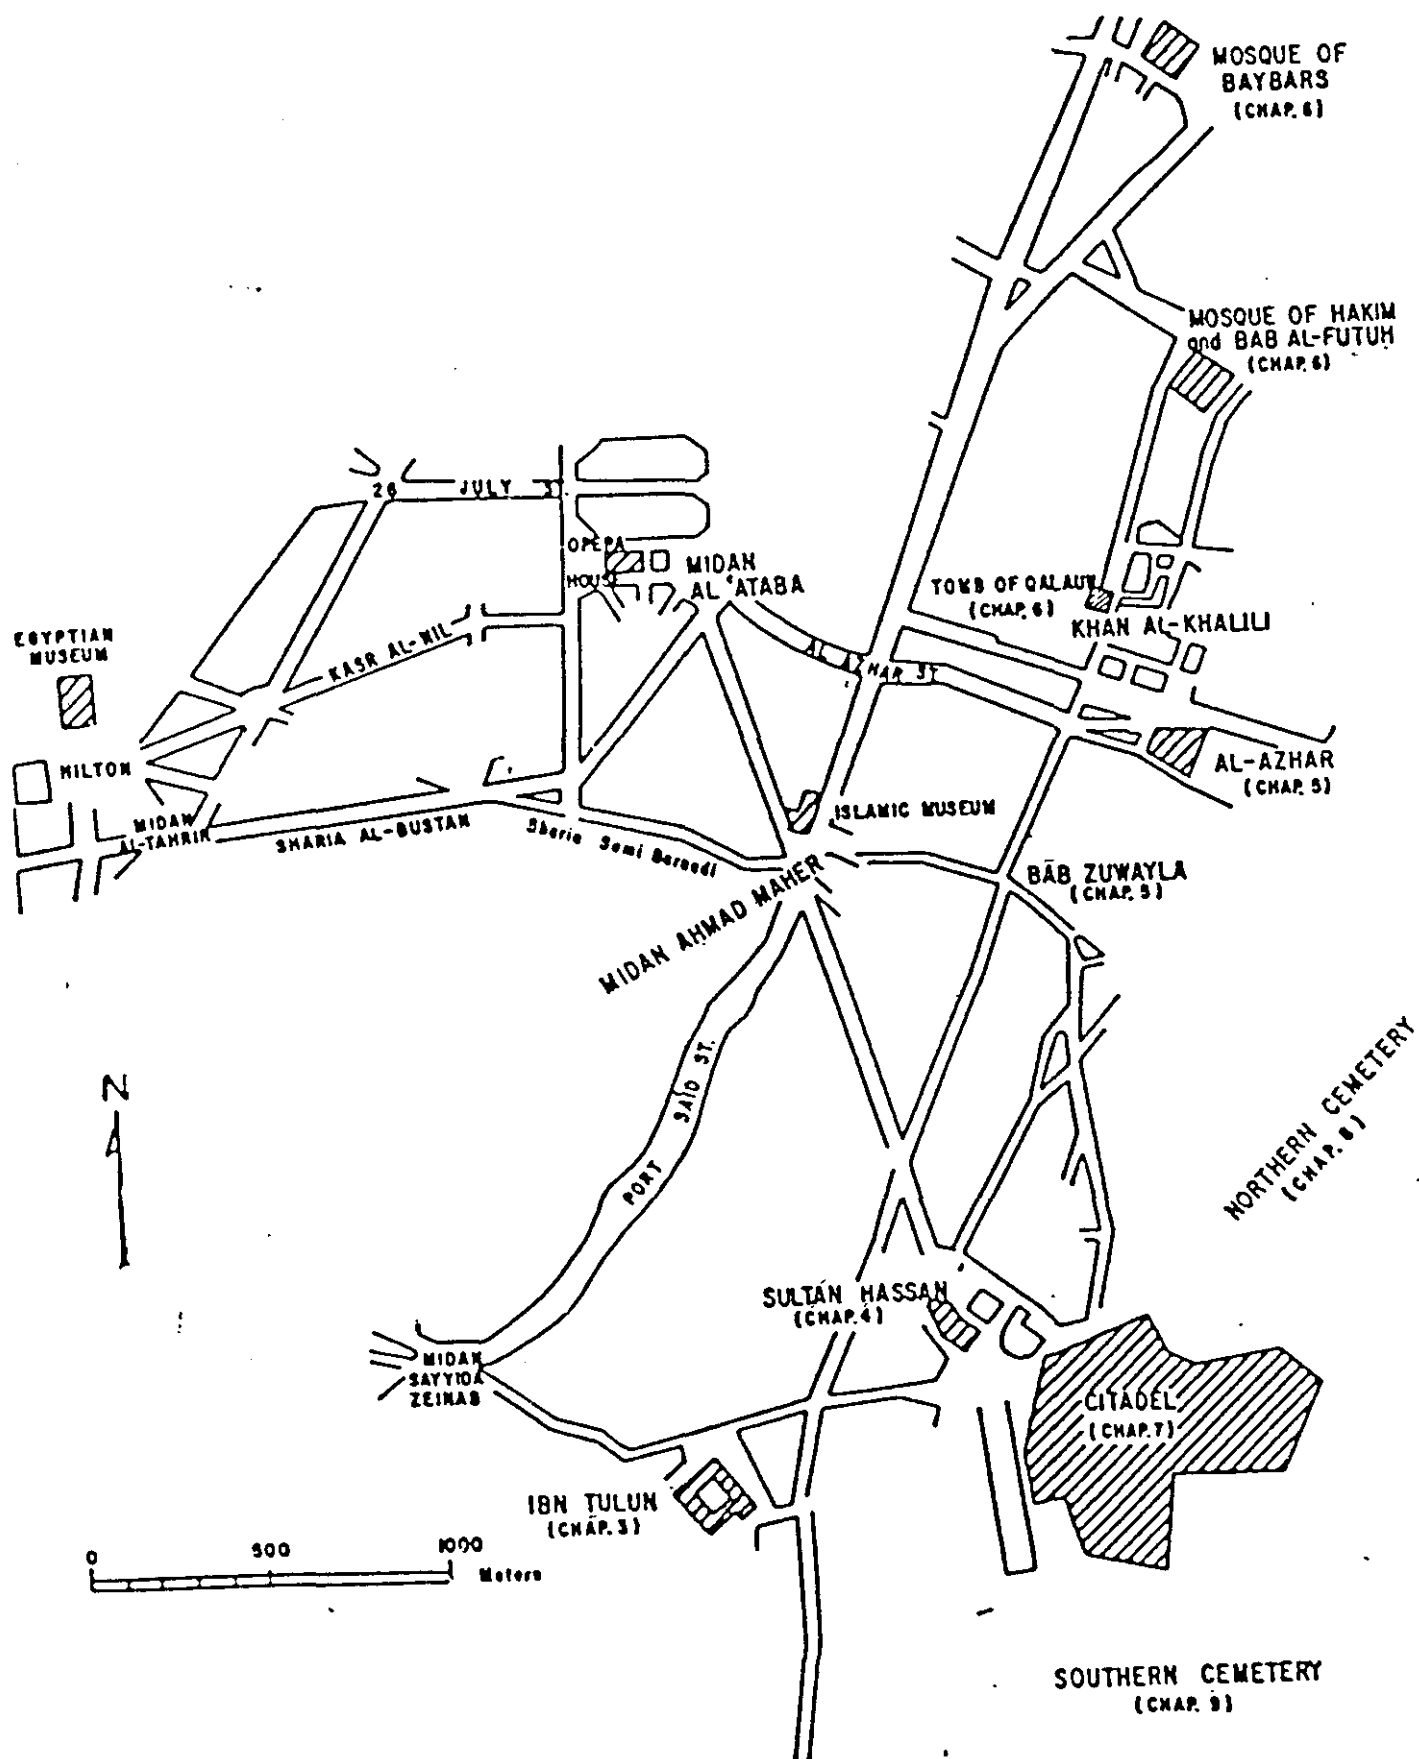 MOSQUE OF
BAYBARS
(CHAP. 6)
MOSQUE OF HAKIM
and BAB AL-FUTUH
(CHAP. 6)
26 JULY ST
OPERA
HOUSE
MIDAN
AL 'ATABA
TOMB OF QALAUN
(CHAP. 6)
KHAN AL-KHALILI
EGYPTIAN
MUSEUM
KASR AL-NIL
AL AZHAR ST
HILTON
AL-AZHAR
(CHAP. 5)
MIDAN
AL-TAHRIR
SHARIA AL-BUSTAN
Sharia Sami Barudi
ISLAMIC MUSEUM
BĀB ZUWAYLA
(CHAP. 5)
MIDAN AHMAD MAHER
N
PORT SAID ST.
NORTHERN CEMETERY
(CHAP. 8)
SULTAN HASSAN
(CHAP. 4)
MIDAN
SAYYIDA
ZEINAB
CITADEL
(CHAP. 7)
IBN TULUN
(CHAP. 3)
0 500 1000
Meters
SOUTHERN CEMETERY
(CHAP. 9)